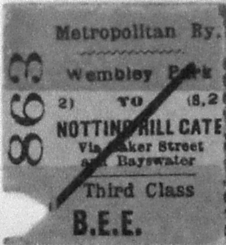 Metropolitan Ry.
Wembley Park
2) TO (8,2
NOTTING HILL GATE
Via Baker Street
and Bayswater
Third Class
B.E.E.
863